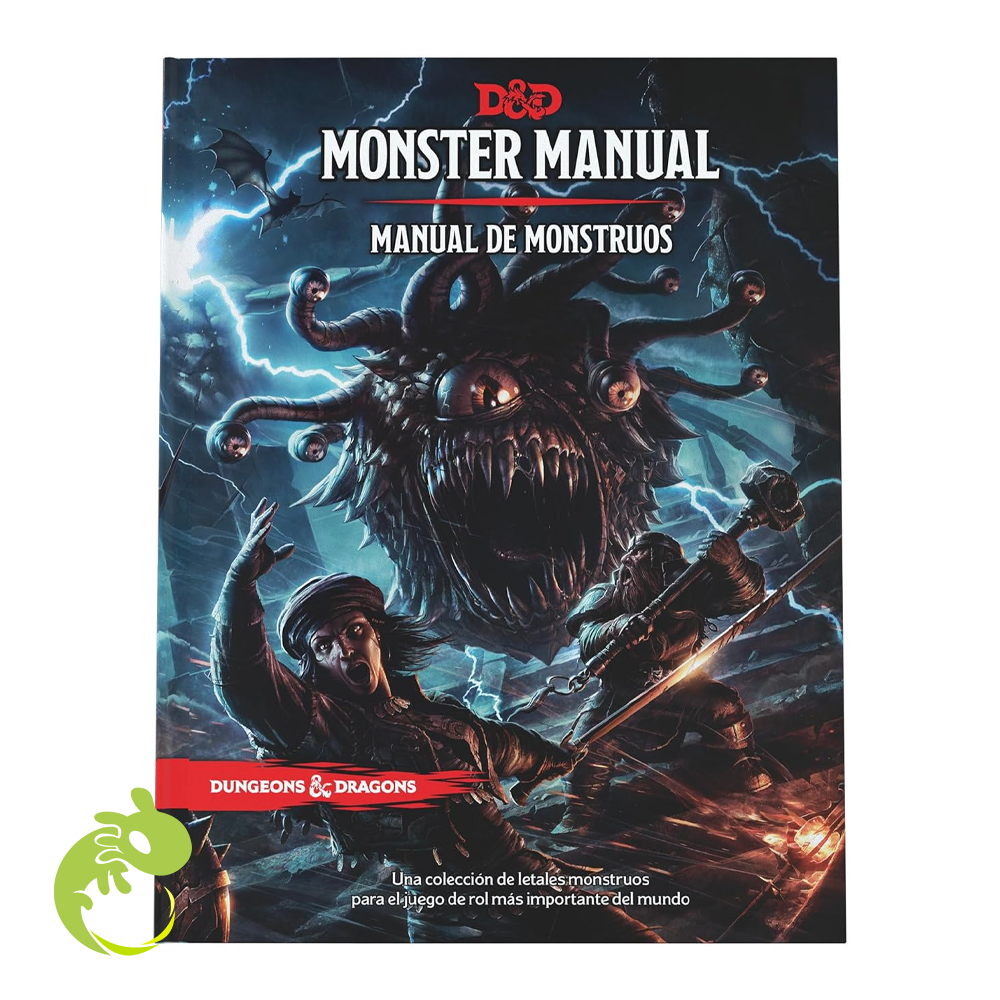 D&D
MONSTER MANUAL
MANUAL DE MONSTRUOS
DUNGEONS & DRAGONS
Una colección de letales monstruos
para el juego de rol más importante del mundo